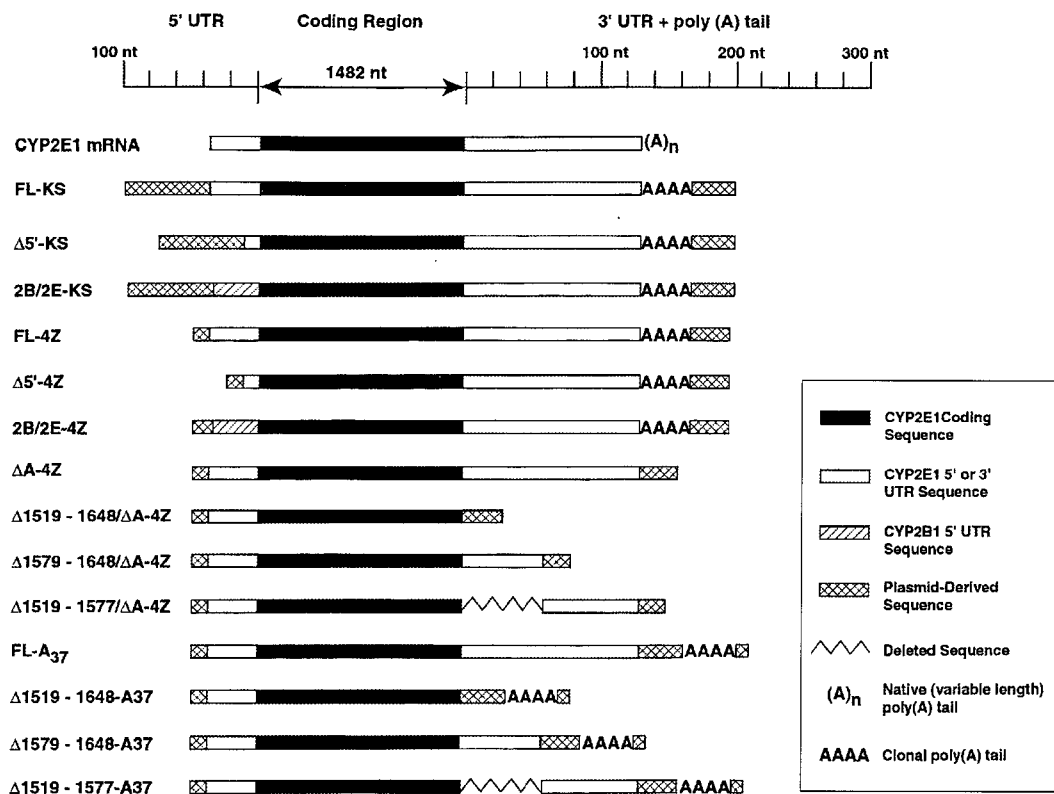 5' UTR Coding Region 3' UTR + poly (A) tail
100 nt 100 nt 200 nt 300 nt
1482 nt
CYP2E1 mRNA (A)n
FL-KS AAAA
Δ5'-KS AAAA
2B/2E-KS AAAA
FL-4Z AAAA
Δ5'-4Z AAAA
2B/2E-4Z AAAA
ΔA-4Z
Δ1519 - 1648/ΔA-4Z
Δ1579 - 1648/ΔA-4Z
Δ1519 - 1577/ΔA-4Z
FL-A37 AAAA
Δ1519 - 1648-A37 AAAA
Δ1579 - 1648-A37 AAAA
Δ1519 - 1577-A37 AAAA
CYP2E1Coding
Sequence
CYP2E1 5' or 3'
UTR Sequence
CYP2B1 5' UTR
Sequence
Plasmid-Derived
Sequence
Deleted Sequence
(A)n Native (variable length)
poly(A) tail
AAAA Clonal poly(A) tail